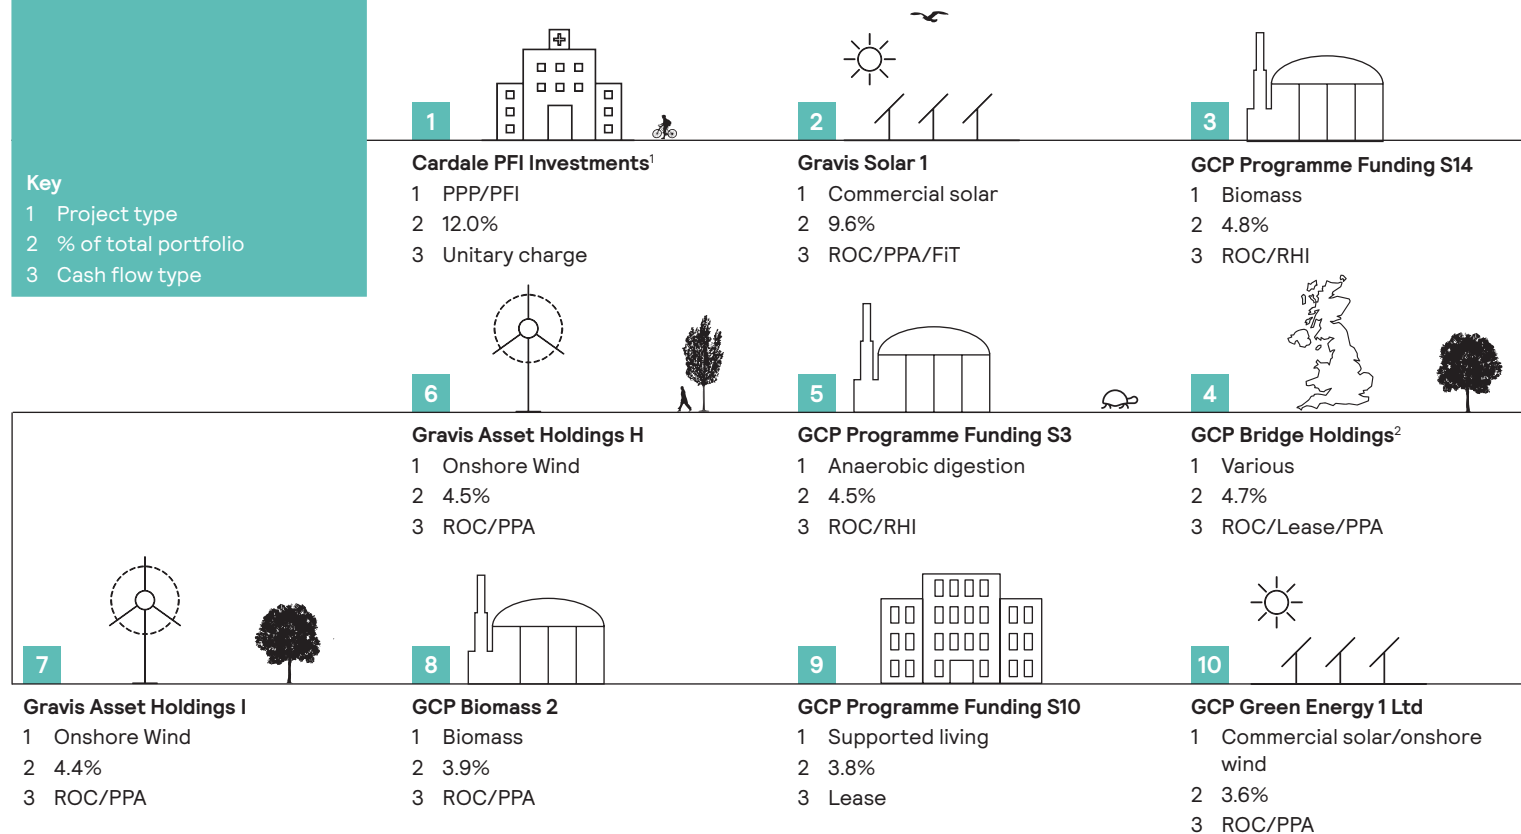 Key
1 Project type
2 % of total portfolio
3 Cash flow type
1
Cardale PFI Investments¹
1 PPP/PFI
2 12.0%
3 Unitary charge
2
Gravis Solar 1
1 Commercial solar
2 9.6%
3 ROC/PPA/FiT
3
GCP Programme Funding S14
1 Biomass
2 4.8%
3 ROC/RHI
4
GCP Bridge Holdings²
1 Various
2 4.7%
3 ROC/Lease/PPA
5
GCP Programme Funding S3
1 Anaerobic digestion
2 4.5%
3 ROC/RHI
6
Gravis Asset Holdings H
1 Onshore Wind
2 4.5%
3 ROC/PPA
7
Gravis Asset Holdings I
1 Onshore Wind
2 4.4%
3 ROC/PPA
8
GCP Biomass 2
1 Biomass
2 3.9%
3 ROC/PPA
9
GCP Programme Funding S10
1 Supported living
2 3.8%
3 Lease
10
GCP Green Energy 1 Ltd
1 Commercial solar/onshore
wind
2 3.6%
3 ROC/PPA